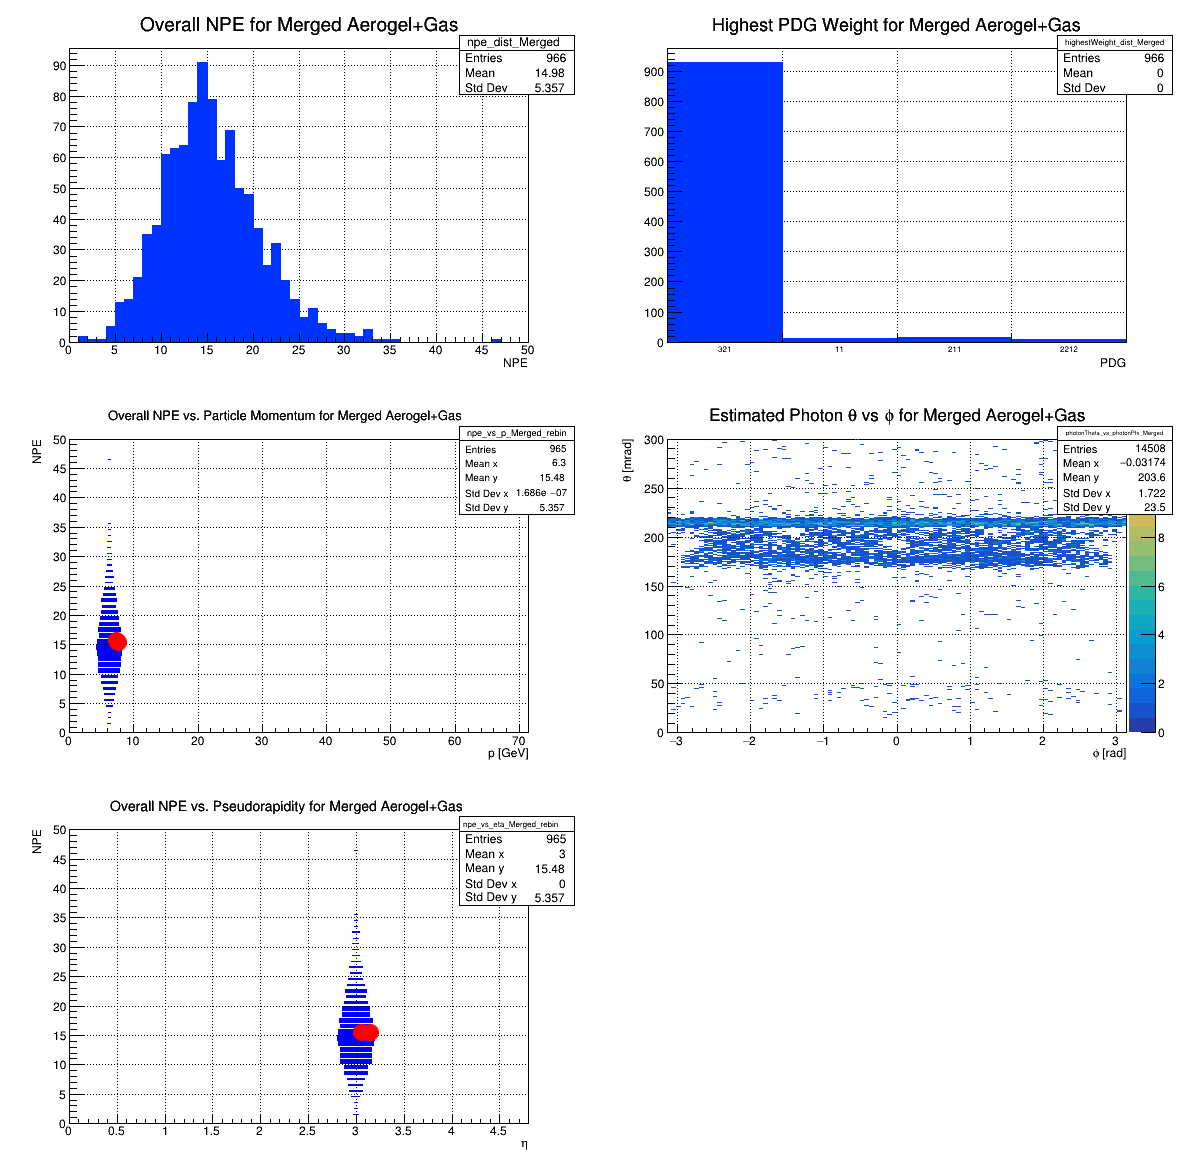 Overall NPE for Merged Aerogel+Gas
npe_dist_Merged
Entries 966
Mean 14.98
Std Dev 5.357
90
80
70
60
50
40
30
20
10
0
0 5 10 15 20 25 30 35 40 45 50
NPE
Highest PDG Weight for Merged Aerogel+Gas
highestWeight_dist_Merged
Entries 966
Mean 0
Std Dev 0
900
800
700
600
500
400
300
200
100
0
321 11 211 2212
PDG
Overall NPE vs. Particle Momentum for Merged Aerogel+Gas
npe_vs_p_Merged_rebin
Entries 965
Mean x 6.3
Mean y 15.48
Std Dev x 1.686e −07
Std Dev y 5.357
NPE
50
45
40
35
30
25
20
15
10
5
0
0 10 20 30 40 50 60 70
p [GeV]
Estimated Photon θ vs ϕ for Merged Aerogel+Gas
photonTheta_vs_photonPhi_Merged
Entries 14508
Mean x −0.03174
Mean y 203.6
Std Dev x 1.722
Std Dev y 23.5
θ [mrad]
300
250
200
150
100
50
0
−3 −2 −1 0 1 2 3
ϕ [rad]
8
6
4
2
0
Overall NPE vs. Pseudorapidity for Merged Aerogel+Gas
npe_vs_eta_Merged_rebin
Entries 965
Mean x 3
Mean y 15.48
Std Dev x 0
Std Dev y 5.357
NPE
50
45
40
35
30
25
20
15
10
5
0
0 0.5 1 1.5 2 2.5 3 3.5 4 4.5
η